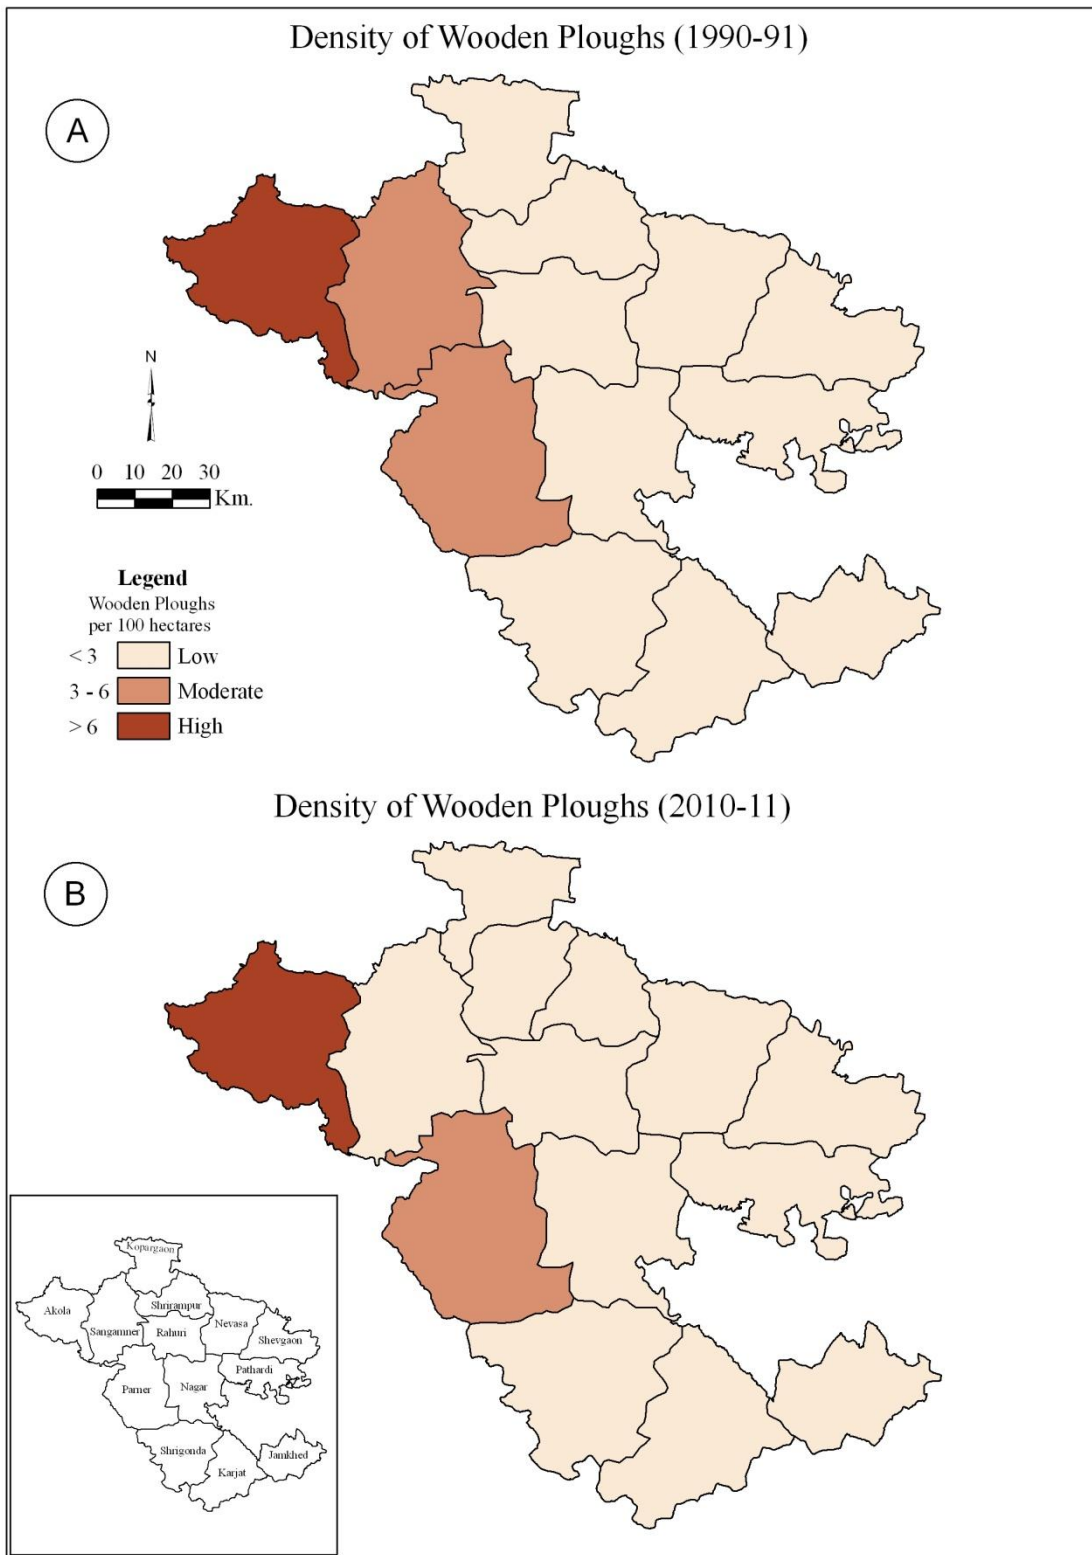 Density of Wooden Ploughs (1990-91)
A
N
0 10 20 30
Km.
Legend
Wooden Ploughs
per 100 hectares
< 3 Low
3 - 6 Moderate
> 6 High
Density of Wooden Ploughs (2010-11)
B
Kopargaon
Akola
Shrirampur
Sangamner
Rahuri
Nevasa
Shevgaon
Pathardi
Parner
Nagar
Shrigonda
Jamkhed
Karjat